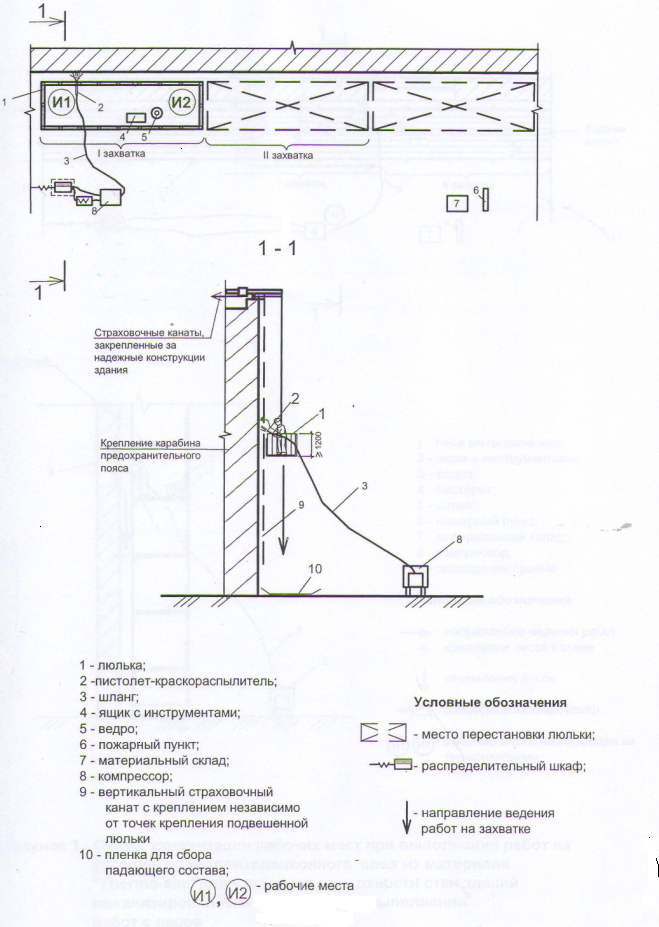 1
И1
И2
1
2
4
5
I захватка
II захватка
3
8
7
6
1 - 1
1
Страховочные канаты,
закрепленные за
надежные конструкции
здания
2
1
≥ 1200
Крепление карабина
предохранительного
пояса
3
9
8
10
1 - люлька;
2 -пистолет-краскораспылитель;
3 - шланг;
4 - ящик с инструментами;
5 - ведро;
6 - пожарный пункт;
7 - материальный склад;
8 - компрессор;
9 - вертикальный страховочный
канат с креплением независимо
от точек крепления подвешенной
люльки
10 - пленка для сбора
падающего состава;
И1 , И2 - рабочие места
Условные обозначения
- место перестановки люльки;
- распределительный шкаф;
- направление ведения
работ на захватке